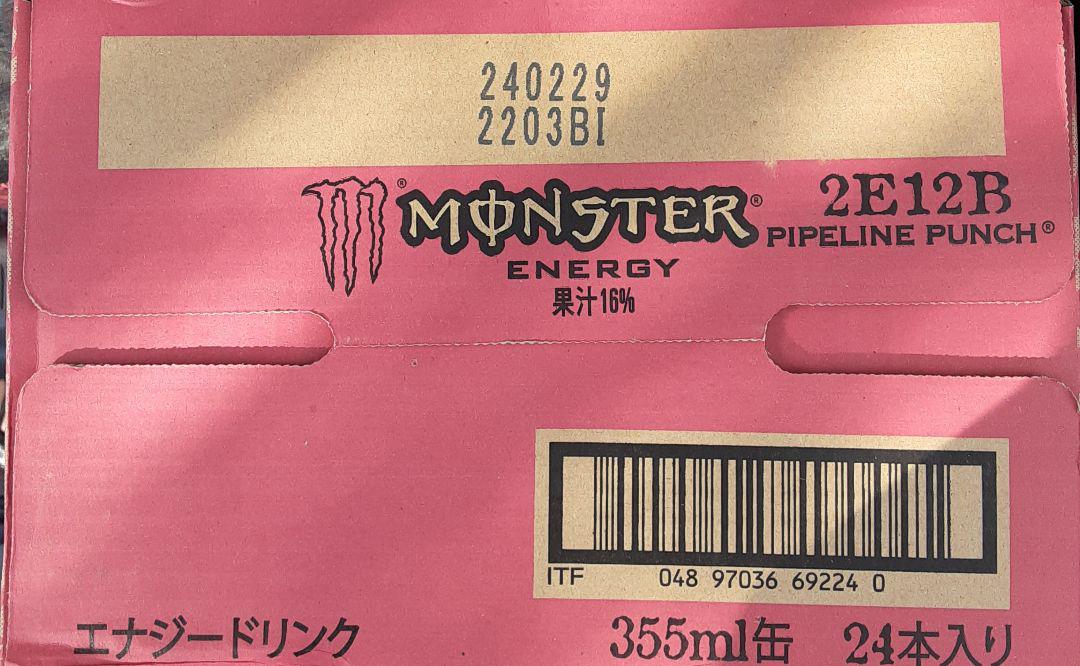 240229
2203BI
MONSTER® 2E12B
ENERGY PIPELINE PUNCH®
果汁16%
ITF 048 97036 69224 0
エナジードリンク 355ml缶 24本入り